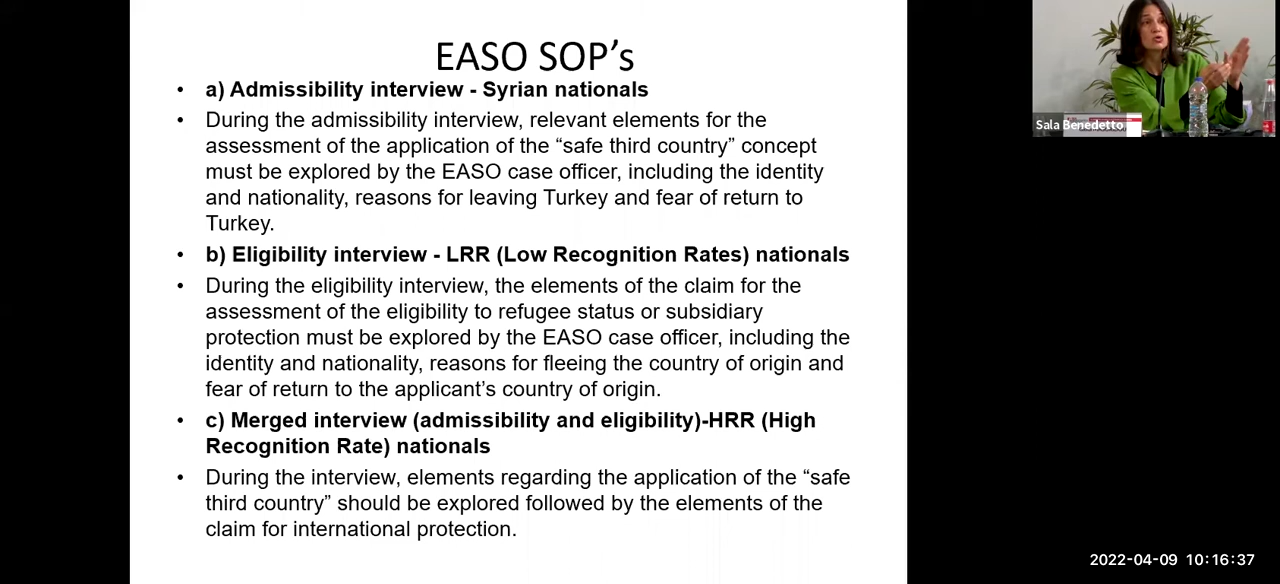 EASO SOP’s
• a) Admissibility interview - Syrian nationals
• During the admissibility interview, relevant elements for the
assessment of the application of the “safe third country” concept
must be explored by the EASO case officer, including the identity
and nationality, reasons for leaving Turkey and fear of return to
Turkey.
• b) Eligibility interview - LRR (Low Recognition Rates) nationals
• During the eligibility interview, the elements of the claim for the
assessment of the eligibility to refugee status or subsidiary
protection must be explored by the EASO case officer, including the
identity and nationality, reasons for fleeing the country of origin and
fear of return to the applicant’s country of origin.
• c) Merged interview (admissibility and eligibility)-HRR (High
Recognition Rate) nationals
• During the interview, elements regarding the application of the “safe
third country” should be explored followed by the elements of the
claim for international protection.
Sala Benedetto
2022-04-09 10:16:37